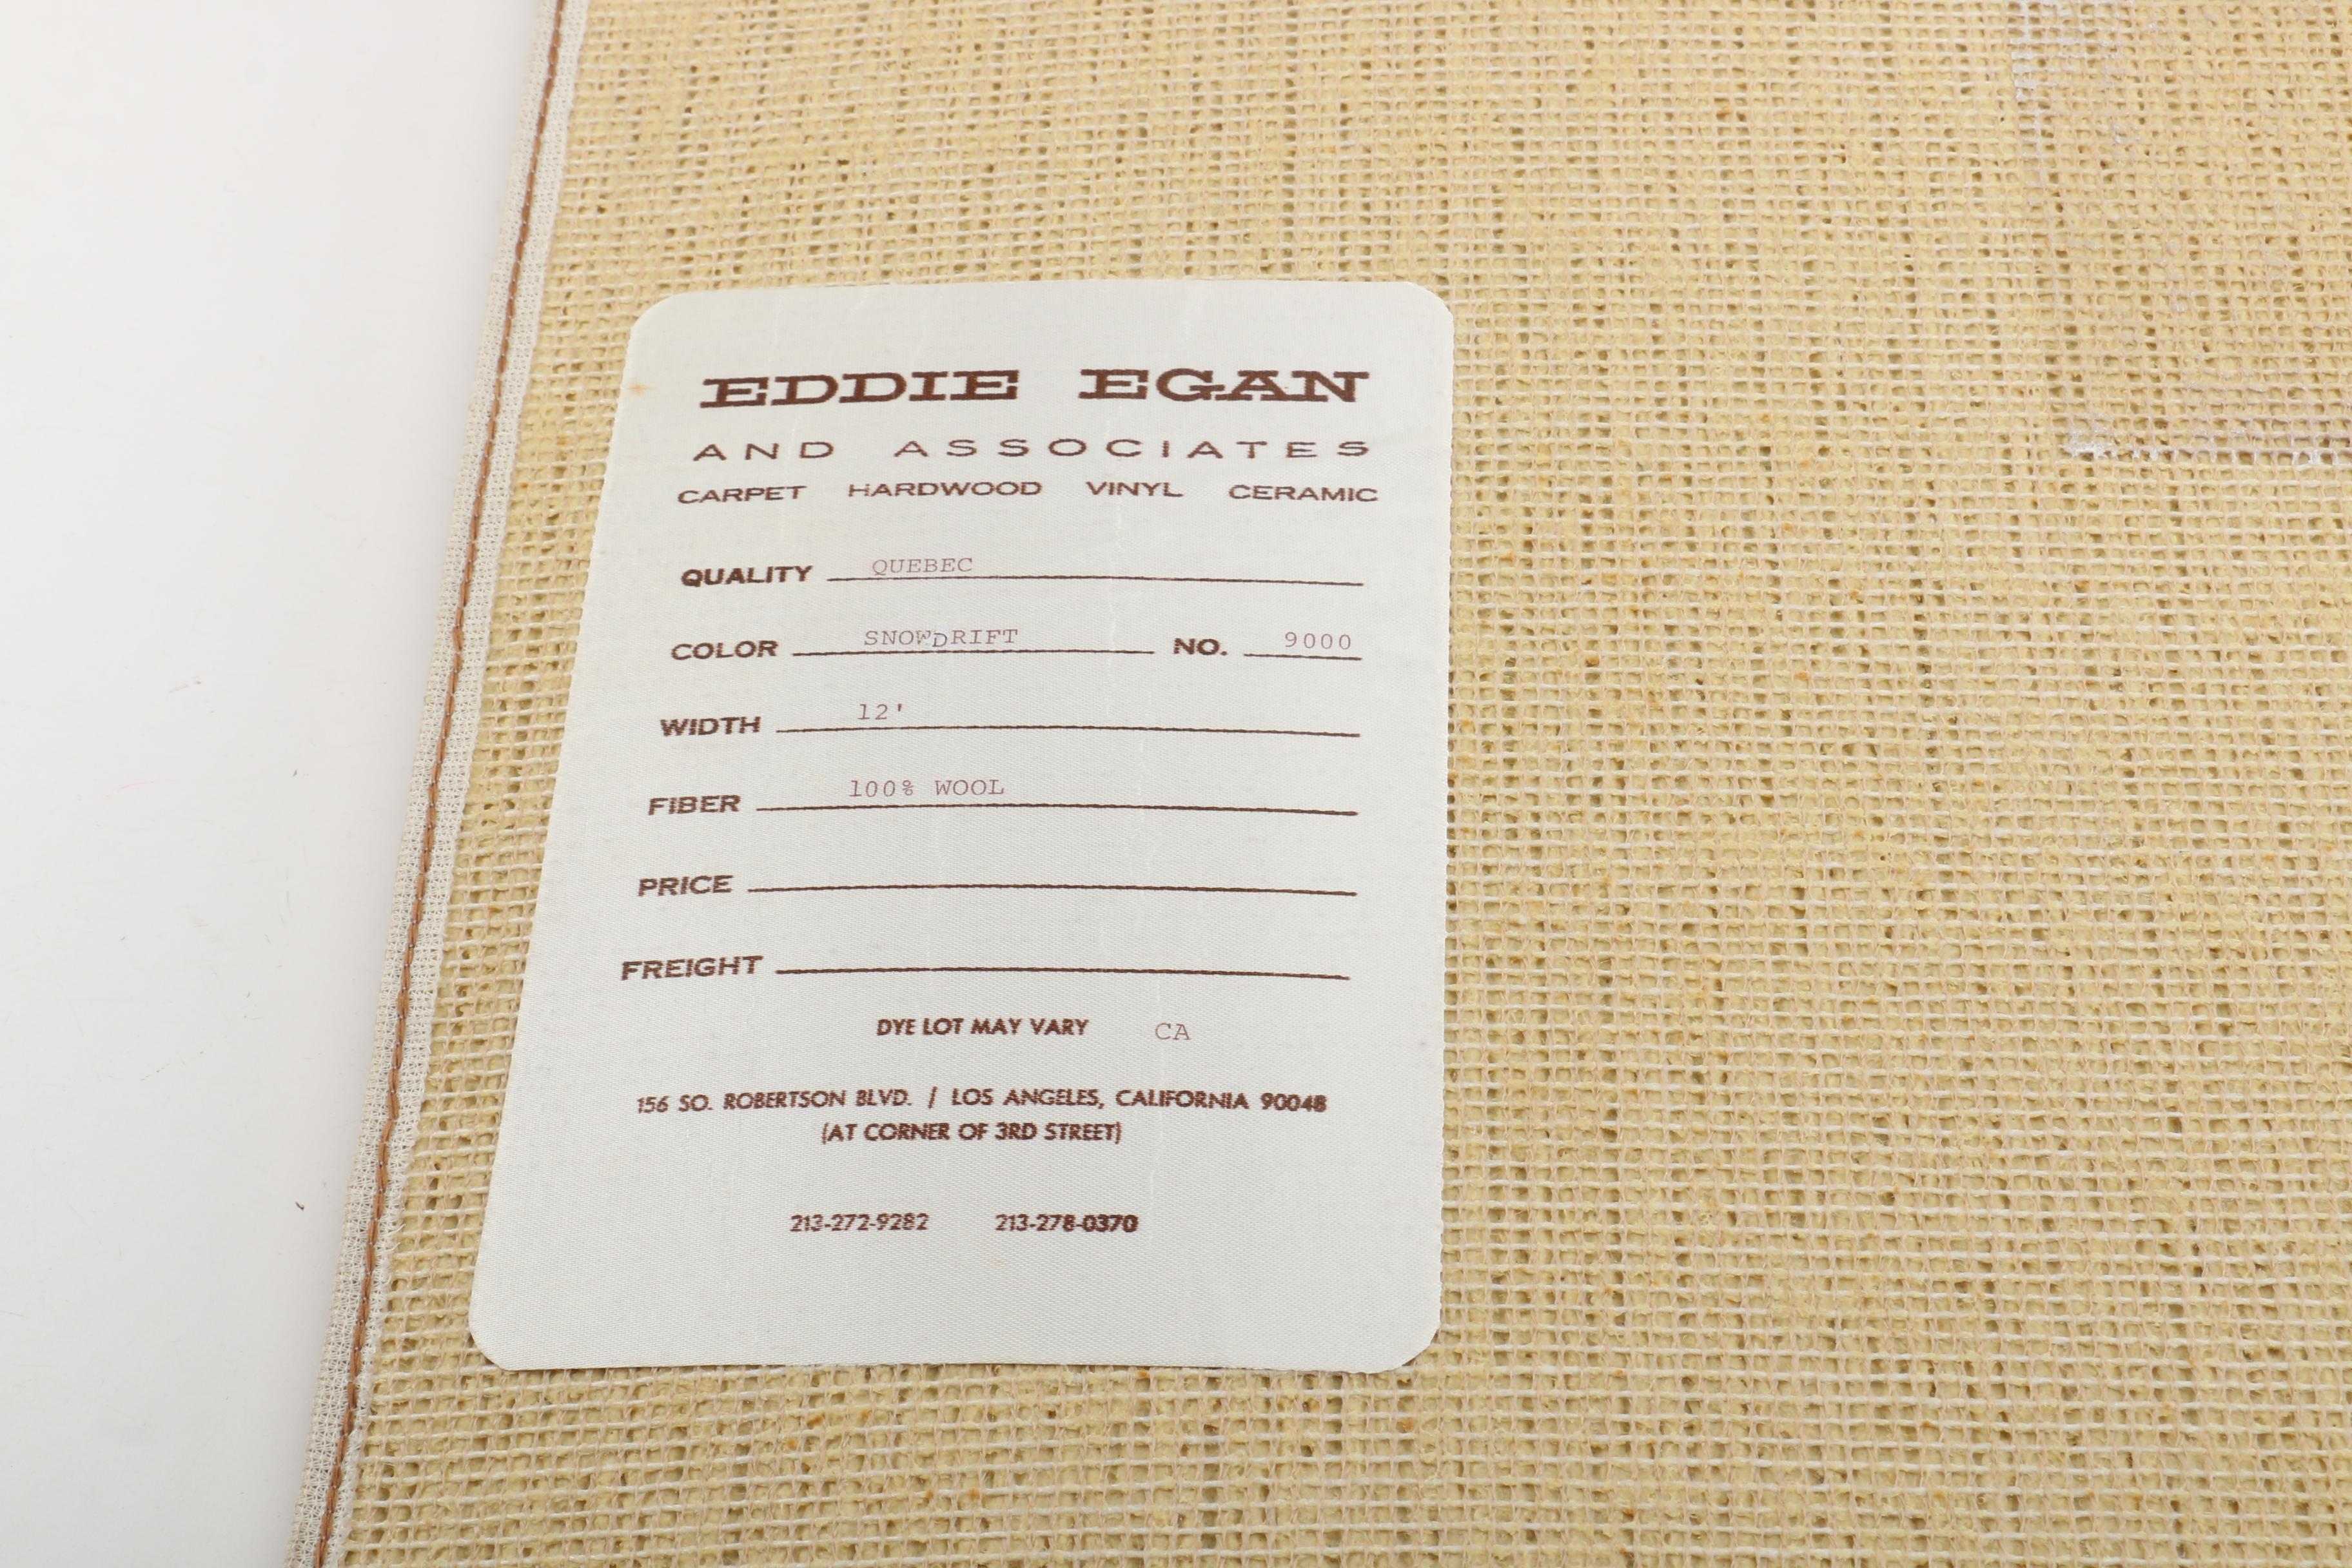 EDDIE EGAN
AND ASSOCIATES
CARPET HARDWOOD VINYL CERAMIC
QUALITY QUEBEC
COLOR SNOWDRIFT NO. 9000
WIDTH 12'
FIBER 100% WOOL
PRICE
FREIGHT
DYE LOT MAY VARY CA
156 SO. ROBERTSON BLVD. / LOS ANGELES, CALIFORNIA 90048
(AT CORNER OF 3RD STREET)
213-272-9282 213-278-0370